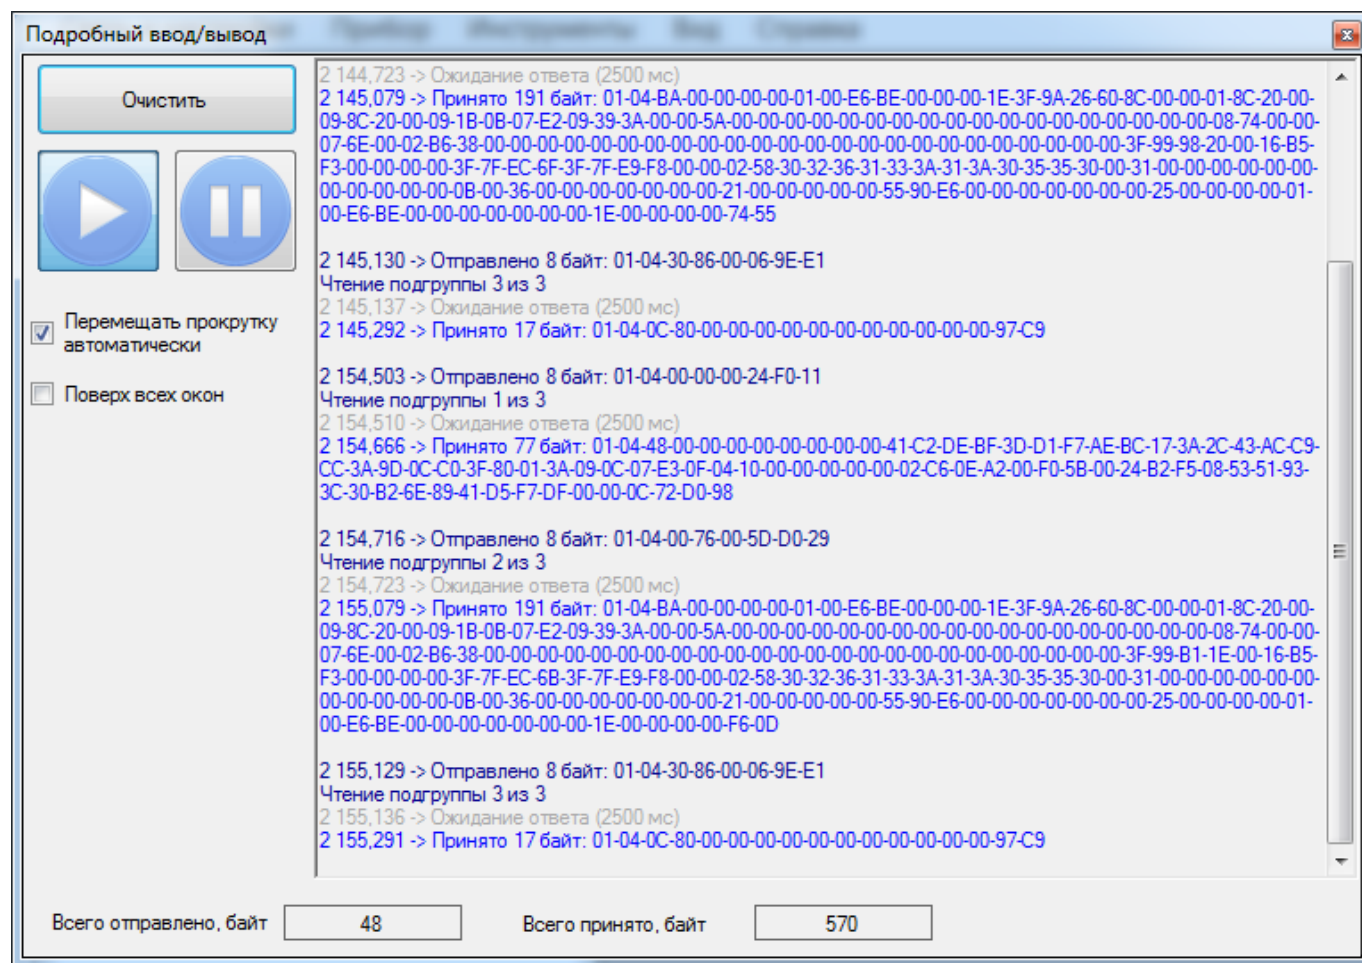 Подробный ввод/вывод
Прибор Инструменты Вид Справка
Очистить
Перемещать прокрутку
автоматически
Поверх всех окон
2 144,723 -> Ожидание ответа (2500 мс)
2 145,079 -> Принято 191 байт: 01-04-BA-00-00-00-00-01-00-E6-BE-00-00-00-1E-3F-9A-26-60-8C-00-00-01-8C-20-00-
09-8C-20-00-09-1B-0B-07-E2-09-39-3A-00-00-5A-00-00-00-00-00-00-00-00-00-00-00-00-00-00-00-00-00-08-74-00-00-
07-6E-00-02-B6-38-00-00-00-00-00-00-00-00-00-00-00-00-00-00-00-00-00-00-00-00-00-00-00-00-3F-99-98-20-00-16-B5-
F3-00-00-00-00-3F-7F-EC-6F-3F-7F-E9-F8-00-00-02-58-30-32-36-31-33-3A-31-3A-30-35-35-30-00-31-00-00-00-00-00-00-
00-00-00-00-00-0B-00-36-00-00-00-00-00-00-00-21-00-00-00-00-00-55-90-E6-00-00-00-00-00-00-00-25-00-00-00-00-01-
00-E6-BE-00-00-00-00-00-00-00-1E-00-00-00-00-74-55
2 145,130 -> Отправлено 8 байт: 01-04-30-86-00-06-9E-E1
Чтение подгруппы 3 из 3
2 145,137 -> Ожидание ответа (2500 мс)
2 145,292 -> Принято 17 байт: 01-04-0C-80-00-00-00-00-00-00-00-00-00-00-00-97-C9
2 154,503 -> Отправлено 8 байт: 01-04-00-00-00-24-F0-11
Чтение подгруппы 1 из 3
2 154,510 -> Ожидание ответа (2500 мс)
2 154,666 -> Принято 77 байт: 01-04-48-00-00-00-00-00-00-00-00-41-C2-DE-BF-3D-D1-F7-AE-BC-17-3A-2C-43-AC-C9-
CC-3A-9D-0C-C0-3F-80-01-3A-09-0C-07-E3-0F-04-10-00-00-00-00-00-02-C6-0E-A2-00-F0-5B-00-24-B2-F5-08-53-51-93-
3C-30-B2-6E-89-41-D5-F7-DF-00-00-0C-72-D0-98
2 154,716 -> Отправлено 8 байт: 01-04-00-76-00-5D-D0-29
Чтение подгруппы 2 из 3
2 154,723 -> Ожидание ответа (2500 мс)
2 155,079 -> Принято 191 байт: 01-04-BA-00-00-00-00-01-00-E6-BE-00-00-00-1E-3F-9A-26-60-8C-00-00-01-8C-20-00-
09-8C-20-00-09-1B-0B-07-E2-09-39-3A-00-00-5A-00-00-00-00-00-00-00-00-00-00-00-00-00-00-00-00-00-08-74-00-00-
07-6E-00-02-B6-38-00-00-00-00-00-00-00-00-00-00-00-00-00-00-00-00-00-00-00-00-00-00-00-00-3F-99-B1-1E-00-16-B5-
F3-00-00-00-00-3F-7F-EC-6B-3F-7F-E9-F8-00-00-02-58-30-32-36-31-33-3A-31-3A-30-35-35-30-00-31-00-00-00-00-00-00-
00-00-00-00-00-0B-00-36-00-00-00-00-00-00-00-21-00-00-00-00-00-55-90-E6-00-00-00-00-00-00-00-25-00-00-00-00-01-
00-E6-BE-00-00-00-00-00-00-00-1E-00-00-00-00-F6-0D
2 155,129 -> Отправлено 8 байт: 01-04-30-86-00-06-9E-E1
Чтение подгруппы 3 из 3
2 155,136 -> Ожидание ответа (2500 мс)
2 155,291 -> Принято 17 байт: 01-04-0C-80-00-00-00-00-00-00-00-00-00-00-00-97-C9
Всего отправлено, байт 48 Всего принято, байт 570